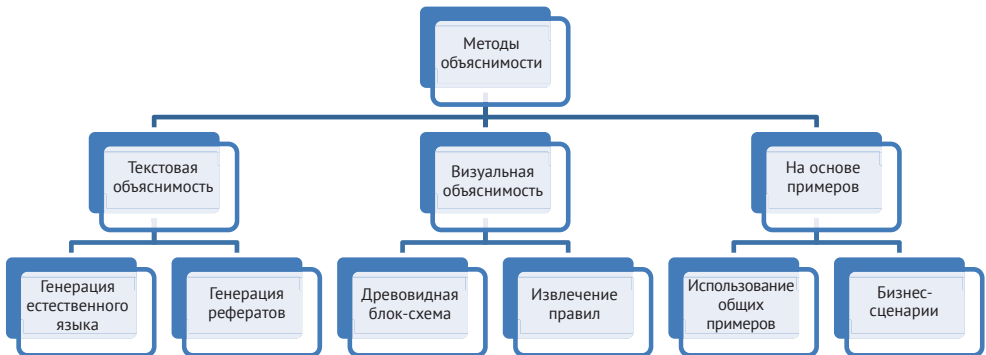 Методы
объяснимости
Текстовая
объяснимость
Визуальная
объяснимость
На основе
примеров
Генерация
естественного
языка
Генерация
рефератов
Древовидная
блок-схема
Извлечение
правил
Использование
общих
примеров
Бизнес-
сценарии